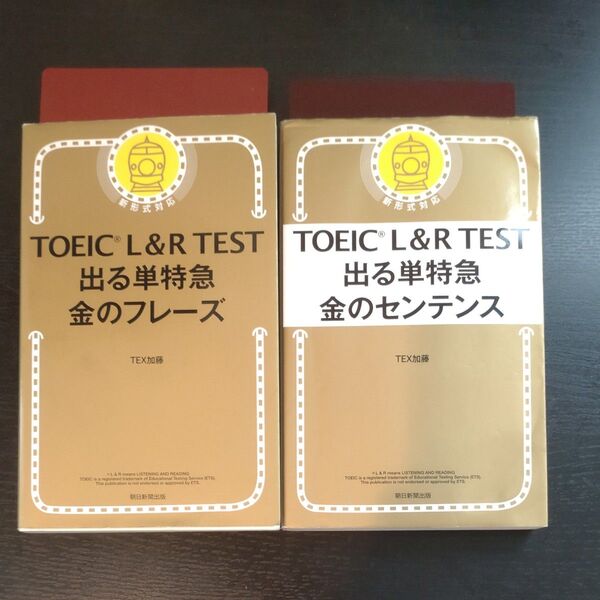 新形式対応
TOEIC® L&R TEST
出る単特急
金のフレーズ
TEX加藤
*L & R means LISTENING AND READING.
TOEIC is a registered trademark of Educational Testing Service (ETS).
This publication is not endorsed or approved by ETS.
朝日新聞出版
新形式対応
TOEIC® L&R TEST
出る単特急
金のセンテンス
TEX加藤
*L & R means LISTENING AND READING.
TOEIC is a registered trademark of Educational Testing Service (ETS).
This publication is not endorsed or approved by ETS.
朝日新聞出版